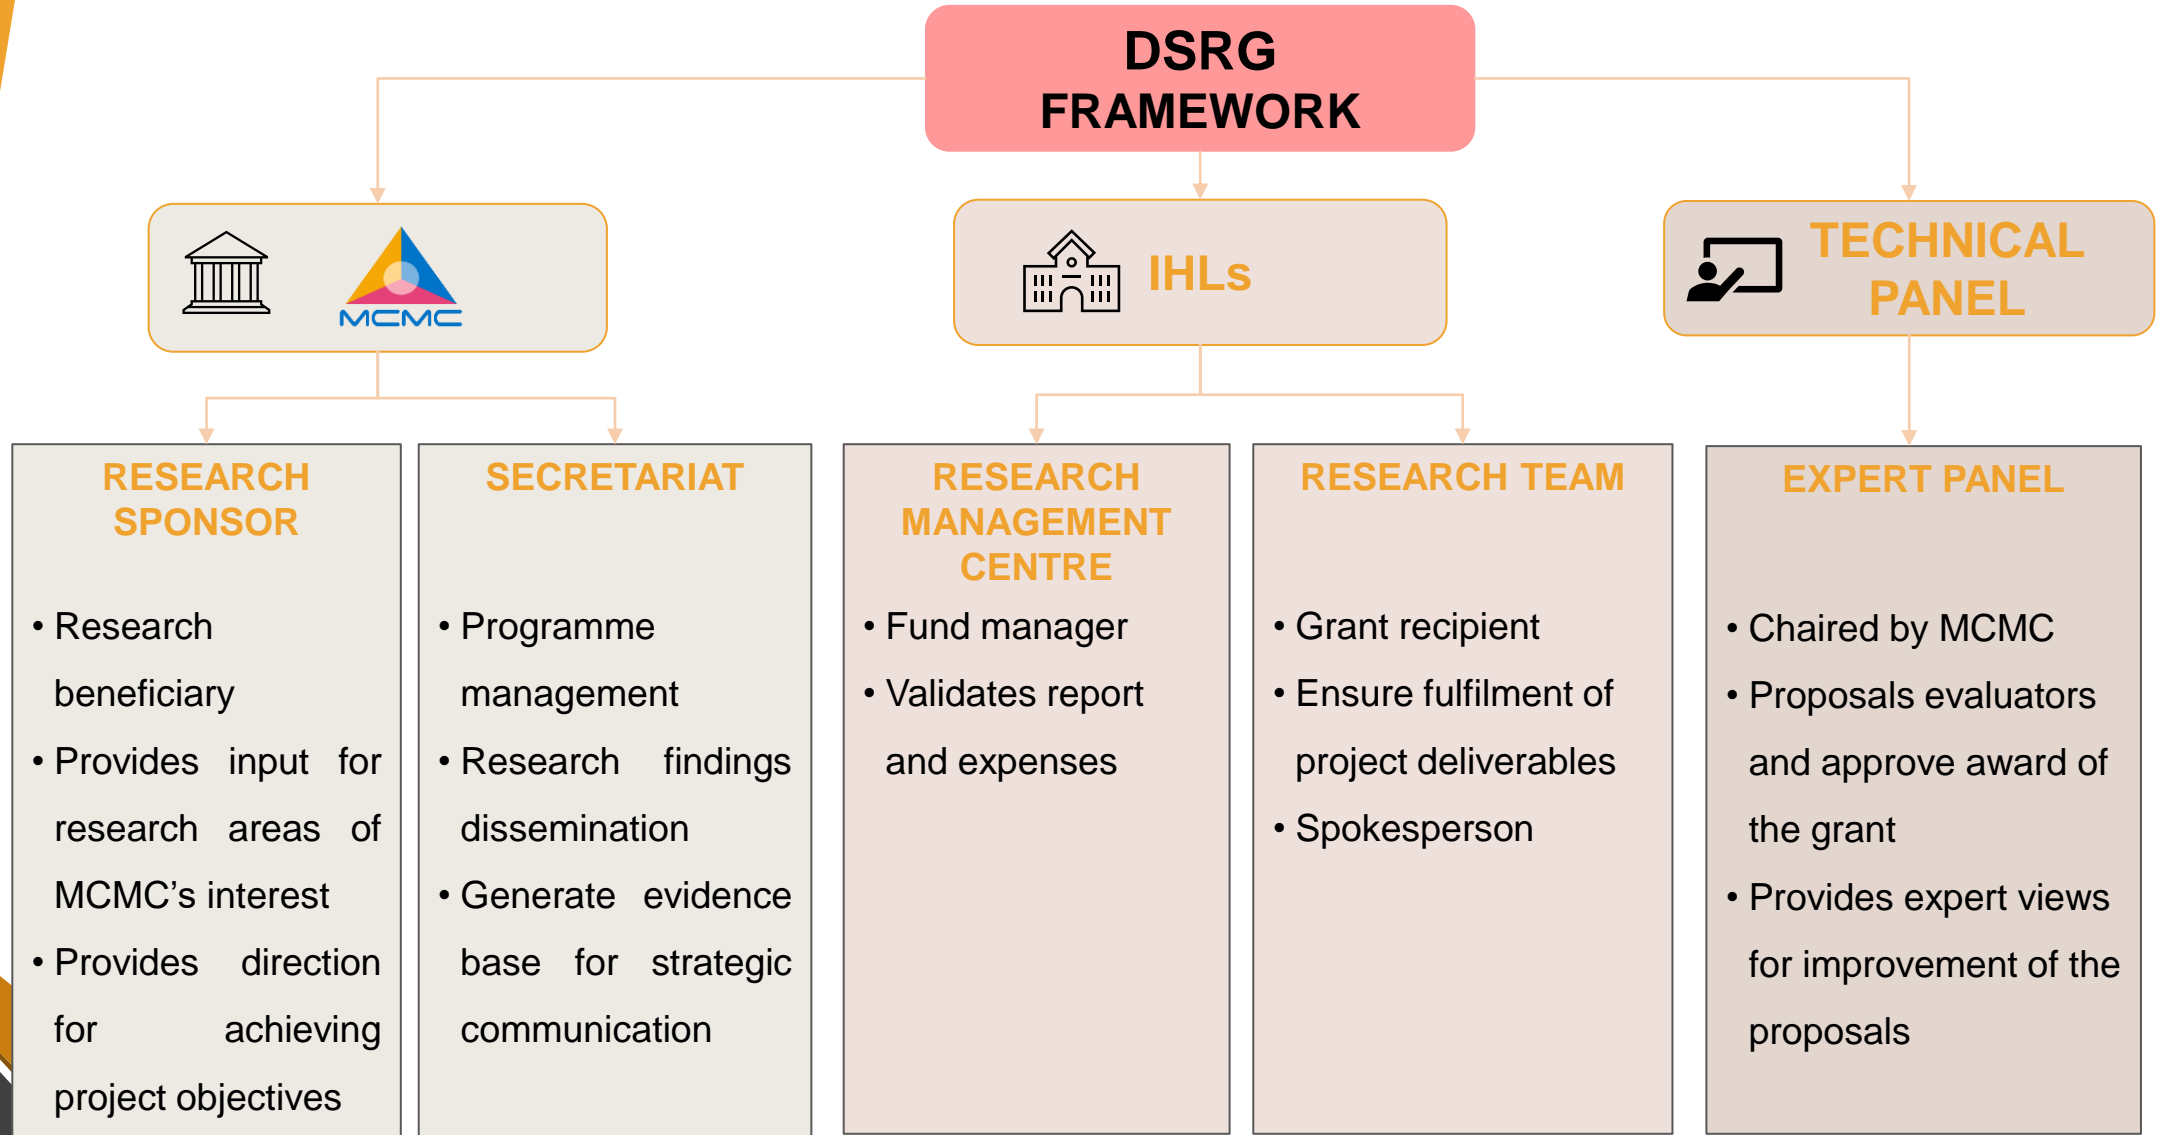 DSRG
FRAMEWORK
MCMC
IHLs
TECHNICAL
PANEL
RESEARCH
SPONSOR
• Research
beneficiary
• Provides input for
research areas of
MCMC’s interest
• Provides direction
for achieving
project objectives
SECRETARIAT
• Programme
management
• Research findings
dissemination
• Generate evidence
base for strategic
communication
RESEARCH
MANAGEMENT
CENTRE
• Fund manager
• Validates report
and expenses
RESEARCH TEAM
• Grant recipient
• Ensure fulfilment of
project deliverables
• Spokesperson
EXPERT PANEL
• Chaired by MCMC
• Proposals evaluators
and approve award of
the grant
• Provides expert views
for improvement of the
proposals